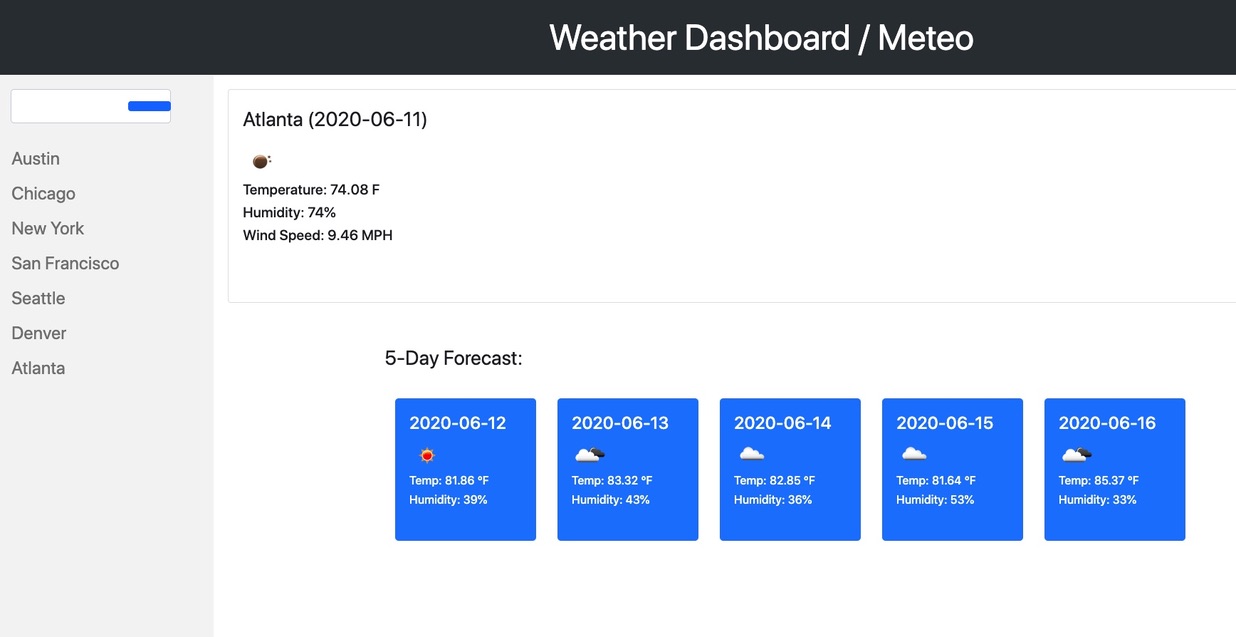 Weather Dashboard / Meteo
Austin
Chicago
New York
San Francisco
Seattle
Denver
Atlanta
Atlanta (2020-06-11)
Temperature: 74.08 F
Humidity: 74%
Wind Speed: 9.46 MPH
5-Day Forecast:
2020-06-12
Temp: 81.86 °F
Humidity: 39%
2020-06-13
Temp: 83.32 °F
Humidity: 43%
2020-06-14
Temp: 82.85 °F
Humidity: 36%
2020-06-15
Temp: 81.64 °F
Humidity: 53%
2020-06-16
Temp: 85.37 °F
Humidity: 33%